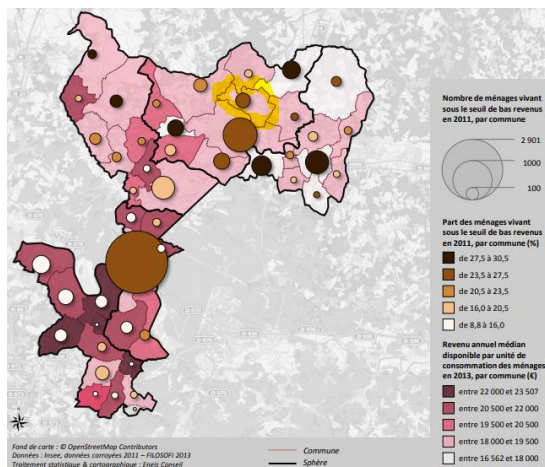 Nombre de ménages vivant
sous le seuil de bas revenus
en 2011, par commune
2 901
1000
100
Part des ménages vivant
sous le seuil de bas revenus
en 2011, par commune (%)
de 27,5 à 30,5
de 23,5 à 27,5
de 20,5 à 23,5
de 16,0 à 20,5
de 8,8 à 16,0
Revenu annuel médian
disponible par unité de
consommation des ménages
en 2013, par commune (€)
entre 22 000 et 23 507
entre 20 500 et 22 000
entre 19 500 et 20 500
entre 18 000 et 19 500
entre 16 562 et 18 000
Fond de carte : © OpenStreetMap Contributors
Données : Insee, données carroyées 2011 – FILOSOFI 2013
Traitement statistique & cartographique : Eneis Conseil
Commune
Sphère